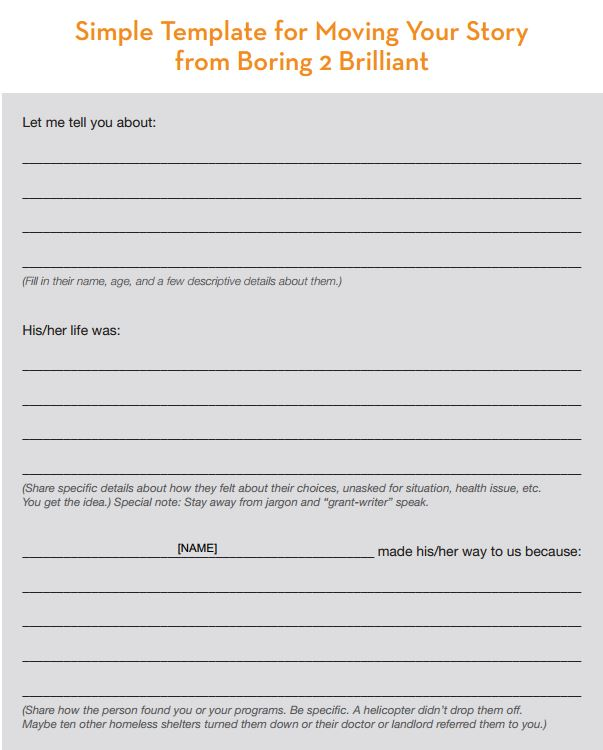 Simple Template for Moving Your Story
from Boring 2 Brilliant
Let me tell you about:
(Fill in their name, age, and a few descriptive details about them.)
His/her life was:
(Share specific details about how they felt about their choices, unasked for situation, health issue, etc.
You get the idea.) Special note: Stay away from jargon and “grant-writer” speak.
[NAME] made his/her way to us because:
(Share how the person found you or your programs. Be specific. A helicopter didn’t drop them off.
Maybe ten other homeless shelters turned them down or their doctor or landlord referred them to you.)